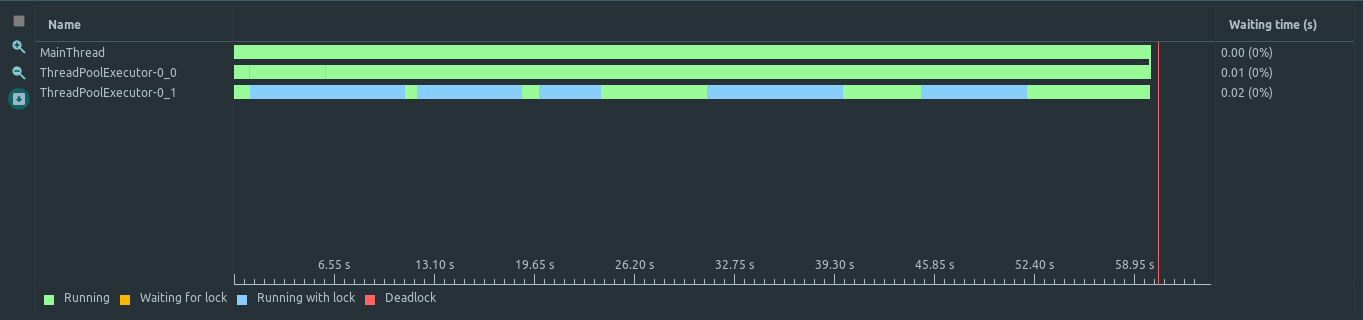 Name Waiting time (s)
MainThread 0.00 (0%)
ThreadPoolExecutor-0_0 0.01 (0%)
ThreadPoolExecutor-0_1 0.02 (0%)
6.55 s 13.10 s 19.65 s 26.20 s 32.75 s 39.30 s 45.85 s 52.40 s 58.95 s
Running Waiting for lock Running with lock Deadlock